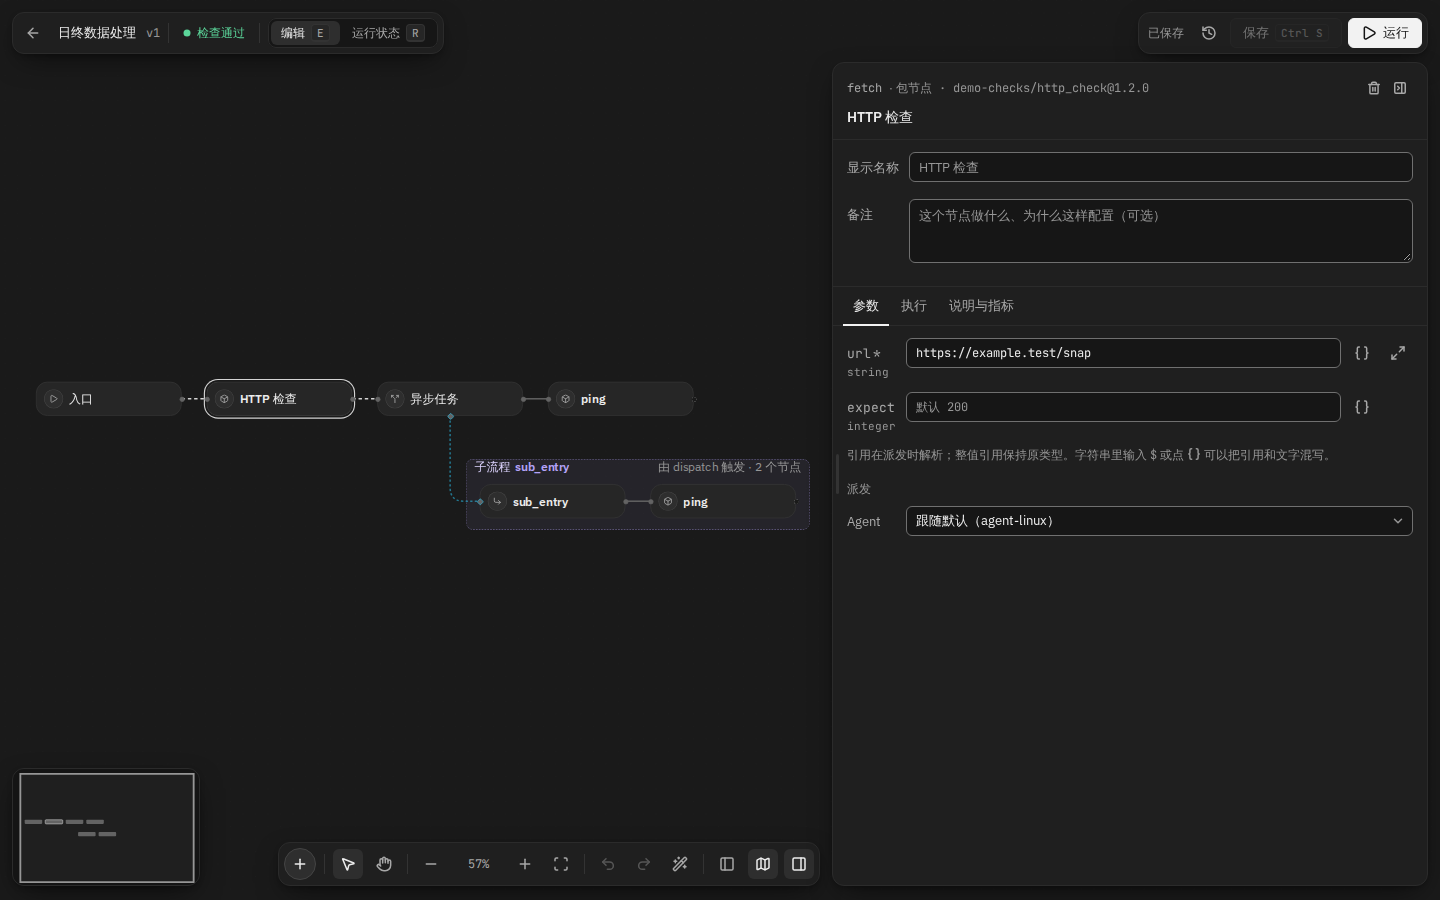 日终数据处理 v1 检查通过 编辑 E 运行状态 R
已保存 保存 Ctrl S 运行
fetch · 包节点 · demo-checks/http_check@1.2.0
HTTP 检查
显示名称 HTTP 检查
备注 这个节点做什么、为什么这样配置（可选）
参数 执行 说明与指标
url* https://example.test/snap {}
string
expect 默认 200 {}
integer
引用在派发时解析；整值引用保持原类型。字符串里输入 $ 或点 {} 可以把引用和文字混写。
派发
Agent 跟随默认（agent-linux）
入口 HTTP 检查 异步任务 ping
子流程 sub_entry 由 dispatch 触发 · 2 个节点
sub_entry ping
57%